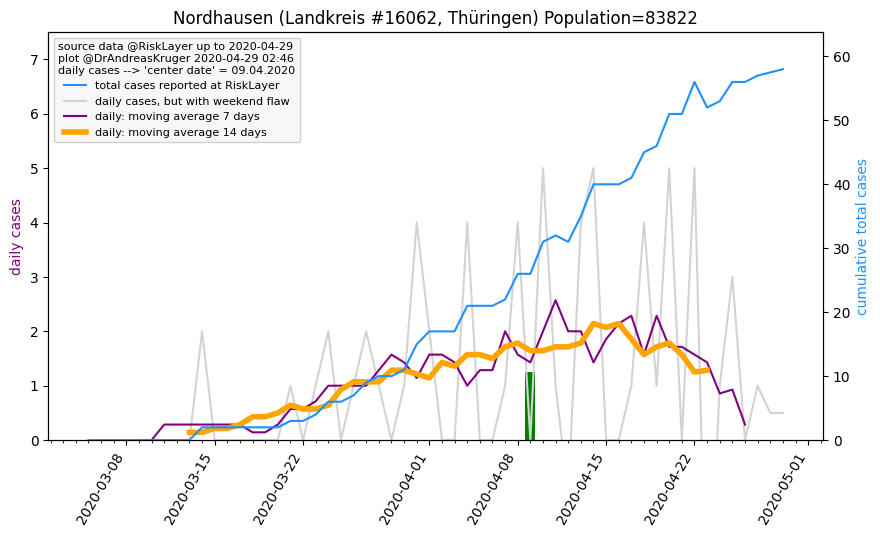 Nordhausen (Landkreis #16062, Thüringen) Population=83822
source data @RiskLayer up to 2020-04-29
plot @DrAndreasKruger 2020-04-29 02:46
daily cases --> 'center date' = 09.04.2020
total cases reported at RiskLayer
daily cases, but with weekend flaw
daily: moving average 7 days
daily: moving average 14 days
daily cases
7
6
5
4
3
2
1
0
cumulative total cases
60
50
40
30
20
10
0
2020-03-08
2020-03-15
2020-03-22
2020-04-01
2020-04-08
2020-04-15
2020-04-22
2020-05-01